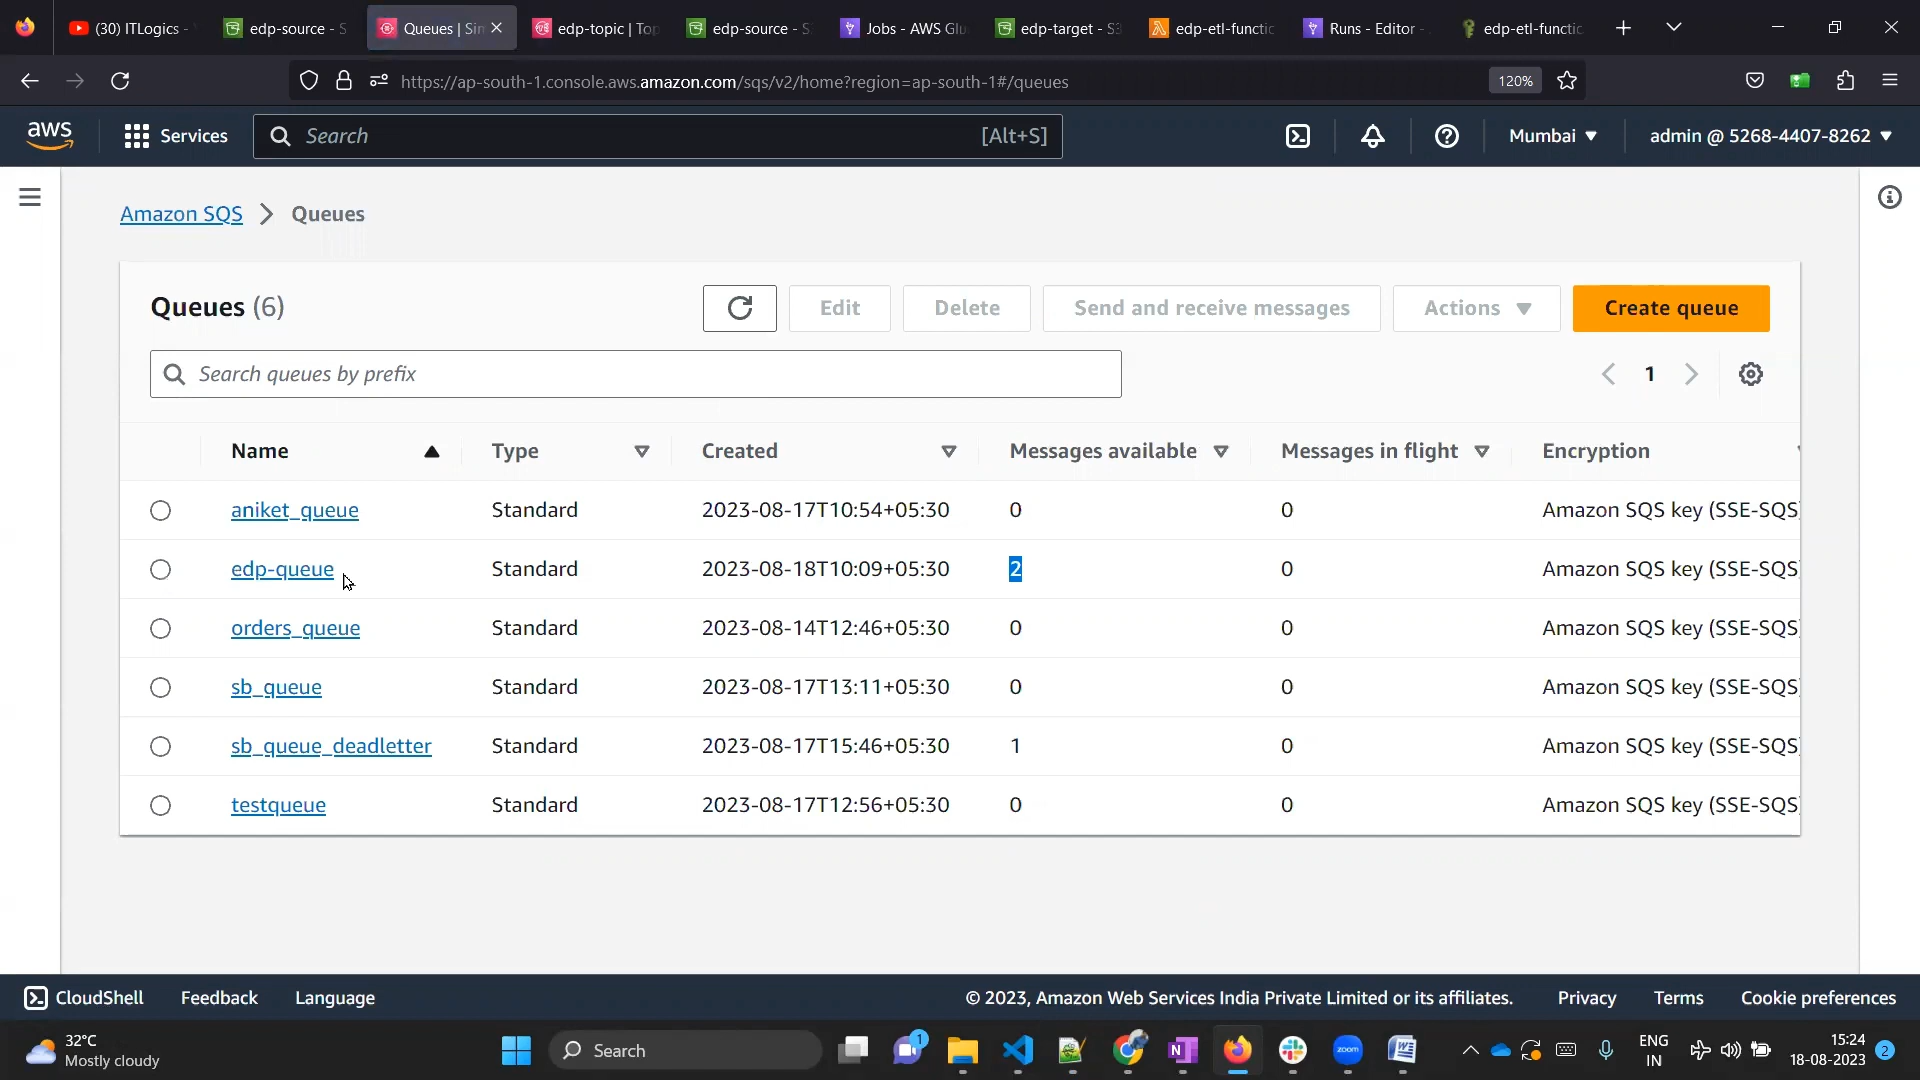 (30) ITLogics -
edp-source - S
Queues | Sim
edp-topic | Top
edp-source - S
Jobs - AWS Glu
edp-target - S3
edp-etl-functic
Runs - Editor -
edp-etl-functic
https://ap-south-1.console.aws.amazon.com/sqs/v2/home?region=ap-south-1#/queues
120%
aws
Services
Search
[Alt+S]
Mumbai
admin @ 5268-4407-8262
Amazon SQS
Queues
Queues (6)
Edit
Delete
Send and receive messages
Actions
Create queue
Search queues by prefix
1
Name Type Created Messages available Messages in flight Encryption
aniket_queue Standard 2023-08-17T10:54+05:30 0 0 Amazon SQS key (SSE-SQS)
edp-queue Standard 2023-08-18T10:09+05:30 2 0 Amazon SQS key (SSE-SQS)
orders_queue Standard 2023-08-14T12:46+05:30 0 0 Amazon SQS key (SSE-SQS)
sb_queue Standard 2023-08-17T13:11+05:30 0 0 Amazon SQS key (SSE-SQS)
sb_queue_deadletter Standard 2023-08-17T15:46+05:30 1 0 Amazon SQS key (SSE-SQS)
testqueue Standard 2023-08-17T12:56+05:30 0 0 Amazon SQS key (SSE-SQS)
CloudShell Feedback Language © 2023, Amazon Web Services India Private Limited or its affiliates. Privacy Terms Cookie preferences
32°C
Mostly cloudy
Search
1
zoom
ENG
IN
15:24
18-08-2023
2